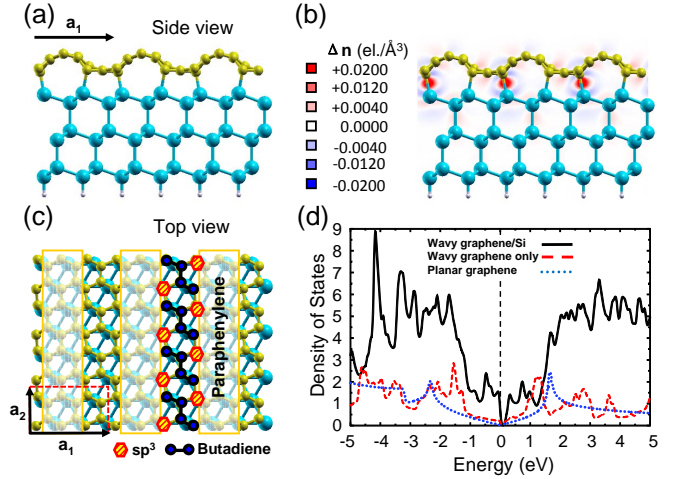 (a)
a₁
Side view
(b)
Δ n (el./Å³)
+0.0200
+0.0120
+0.0040
0.0000
-0.0040
-0.0120
-0.0200
(c)
Top view
Paraphenylene
a₂
a₁
sp³
Butadiene
(d)
Density of States
9
8
7
6
5
4
3
2
1
0
Wavy graphene/Si
Wavy graphene only
Planar graphene
-5 -4 -3 -2 -1 0 1 2 3 4 5
Energy (eV)